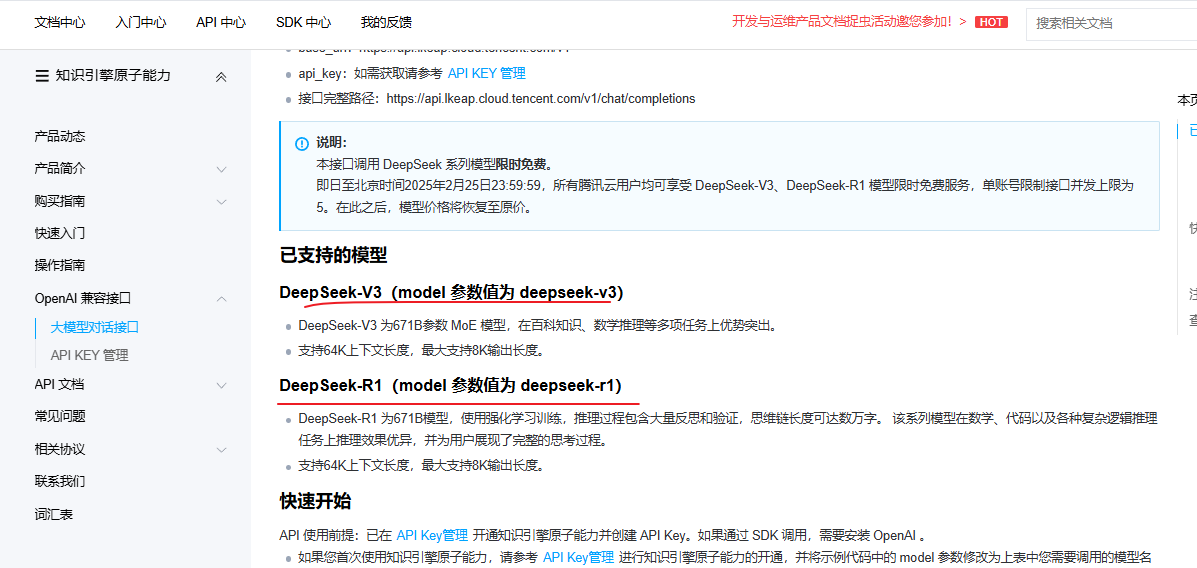 文档中心 入门中心 API 中心 SDK 中心 我的反馈 开发与运维产品文档捉虫活动邀您参加! > HOT 搜索相关文档
知识引擎原子能力
产品动态
产品简介
购买指南
快速入门
操作指南
OpenAI 兼容接口
大模型对话接口
API KEY 管理
API 文档
常见问题
相关协议
联系我们
词汇表
api_key：如需获取请参考 API KEY 管理
接口完整路径：https://api.lkeap.cloud.tencent.com/v1/chat/completions
说明：
本接口调用 DeepSeek 系列模型限时免费。
即日至北京时间2025年2月25日23:59:59，所有腾讯云用户均可享受 DeepSeek-V3、DeepSeek-R1 模型限时免费服务，单账号限制接口并发上限为
5。在此之后，模型价格将恢复至原价。
已支持的模型
DeepSeek-V3（model 参数值为 deepseek-v3）
DeepSeek-V3 为671B参数 MoE 模型，在百科知识、数学推理等多项任务上优势突出。
支持64K上下文长度，最大支持8K输出长度。
DeepSeek-R1（model 参数值为 deepseek-r1）
DeepSeek-R1 为671B模型，使用强化学习训练，推理过程包含大量反思和验证，思维链长度可达数万字。 该系列模型在数学、代码以及各种复杂逻辑推理
任务上推理效果优异，并为用户展现了完整的思考过程。
支持64K上下文长度，最大支持8K输出长度。
快速开始
API 使用前提：已在 API Key管理 开通知识引擎原子能力并创建 API Key。如果通过 SDK 调用，需要安装 OpenAI 。
如果您首次使用知识引擎原子能力，请参考 API Key管理 进行知识引擎原子能力的开通，并将示例代码中的 model 参数修改为上表中您需要调用的模型名